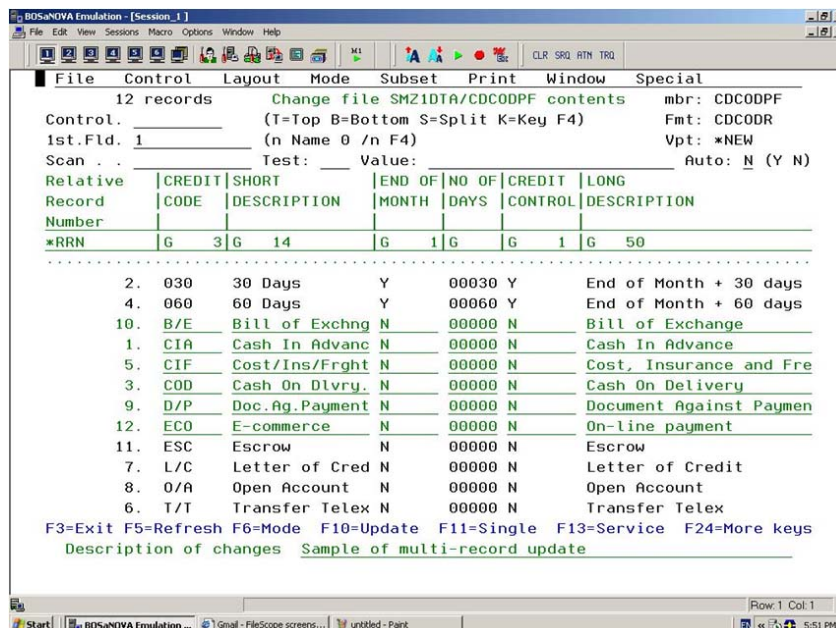 BOSaNOVA Emulation - [Session_1 ]
File Edit View Sessions Macro Options Window Help
1 2 3 4 5 6 M1 CLR SRQ ATN TRQ
File Control Layout Mode Subset Print Window Special
12 records Change file SMZ1DTA/CDCODPF contents mbr: CDCODPF
Control. (T=Top B=Bottom S=Split K=Key F4) Fmt: CDCODR
1st.Fld. 1 (n Name 0 /n F4) Vpt: *NEW
Scan . . Test: Value: Auto: N (Y N)
Relative |CREDIT|SHORT |END OF|NO OF|CREDIT |LONG
Record |CODE |DESCRIPTION |MONTH |DAYS |CONTROL|DESCRIPTION
Number
*RRN |G 3|G 14 |G 1|G |G 1 |G 50
2. 030 30 Days Y 00030 Y End of Month + 30 days
4. 060 60 Days Y 00060 Y End of Month + 60 days
10. B/E Bill of Exchng N 00000 N Bill of Exchange
1. CIA Cash In Advanc N 00000 N Cash In Advance
5. CIF Cost/Ins/Frght N 00000 N Cost, Insurance and Fre
3. COD Cash On Dlvry. N 00000 N Cash On Delivery
9. D/P Doc.Ag.Payment N 00000 N Document Against Paymen
12. ECO E-commerce N 00000 N On-line payment
11. ESC Escrow N 00000 N Escrow
7. L/C Letter of Cred N 00000 N Letter of Credit
8. O/A Open Account N 00000 N Open Account
6. T/T Transfer Telex N 00000 N Transfer Telex
F3=Exit F5=Refresh F6=Mode F10=Update F11=Single F13=Service F24=More keys
Description of changes Sample of multi-record update
Row: 1 Col: 1
Start BOSaNOVA Emulation ... Gmail - FileScope screens... untitled - Paint EN 5:51 PM